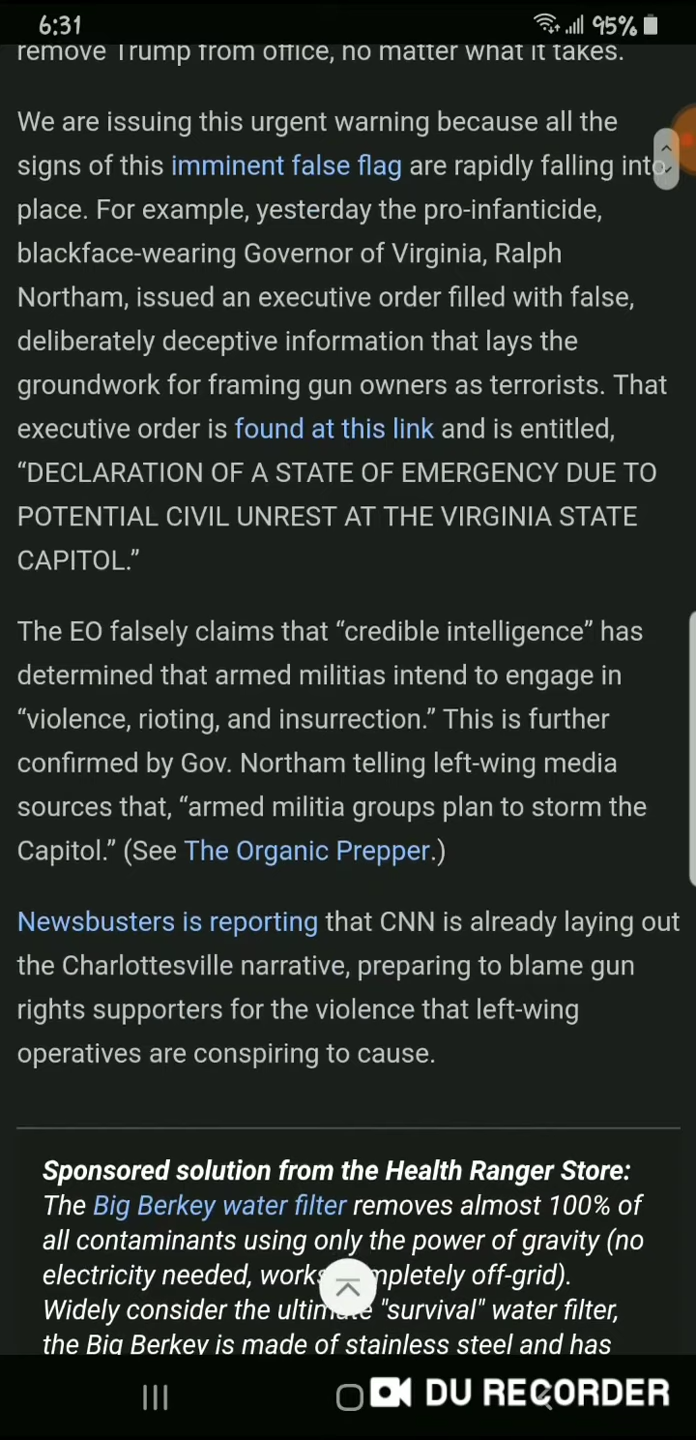 6:31
95%
remove Trump from office, no matter what it takes.
We are issuing this urgent warning because all the
signs of this imminent false flag are rapidly falling into
place. For example, yesterday the pro-infanticide,
blackface-wearing Governor of Virginia, Ralph
Northam, issued an executive order filled with false,
deliberately deceptive information that lays the
groundwork for framing gun owners as terrorists. That
executive order is found at this link and is entitled,
“DECLARATION OF A STATE OF EMERGENCY DUE TO
POTENTIAL CIVIL UNREST AT THE VIRGINIA STATE
CAPITOL.”
The EO falsely claims that “credible intelligence” has
determined that armed militias intend to engage in
“violence, rioting, and insurrection.” This is further
confirmed by Gov. Northam telling left-wing media
sources that, “armed militia groups plan to storm the
Capitol.” (See The Organic Prepper.)
Newsbusters is reporting that CNN is already laying out
the Charlottesville narrative, preparing to blame gun
rights supporters for the violence that left-wing
operatives are conspiring to cause.
Sponsored solution from the Health Ranger Store:
The Big Berkey water filter removes almost 100% of
all contaminants using only the power of gravity (no
electricity needed, works completely off-grid).
Widely consider the ultimate "survival" water filter,
the Big Berkey is made of stainless steel and has
DU RECORDER